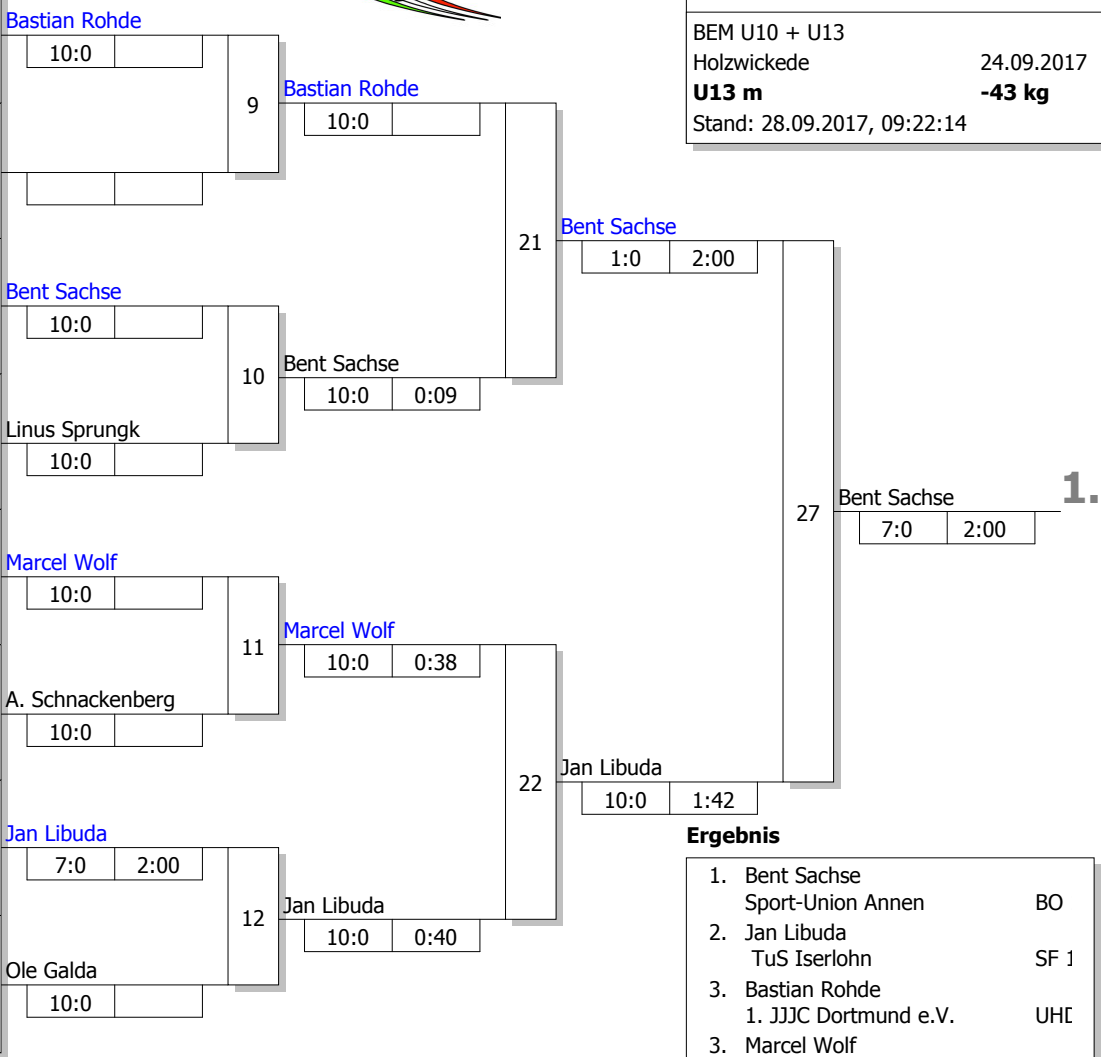 BEM U10 + U13
Holzwickede 24.09.2017
U13 m -43 kg
Stand: 28.09.2017, 09:22:14
Bastian Rohde
10:0
9
Bastian Rohde
10:0
21
Bent Sachse
1:0 2:00
Bent Sachse
10:0
10
Bent Sachse
10:0 0:09
Linus Sprungk
10:0
27
Bent Sachse 1.
7:0 2:00
Marcel Wolf
10:0
11
Marcel Wolf
10:0 0:38
A. Schnackenberg
10:0
22
Jan Libuda
10:0 1:42
Jan Libuda
7:0 2:00
12
Jan Libuda
10:0 0:40
Ole Galda
10:0
Ergebnis
1. Bent Sachse
Sport-Union Annen BO
2. Jan Libuda
TuS Iserlohn SF
3. Bastian Rohde
1. JJJC Dortmund e.V.
3. Marcel Wolf